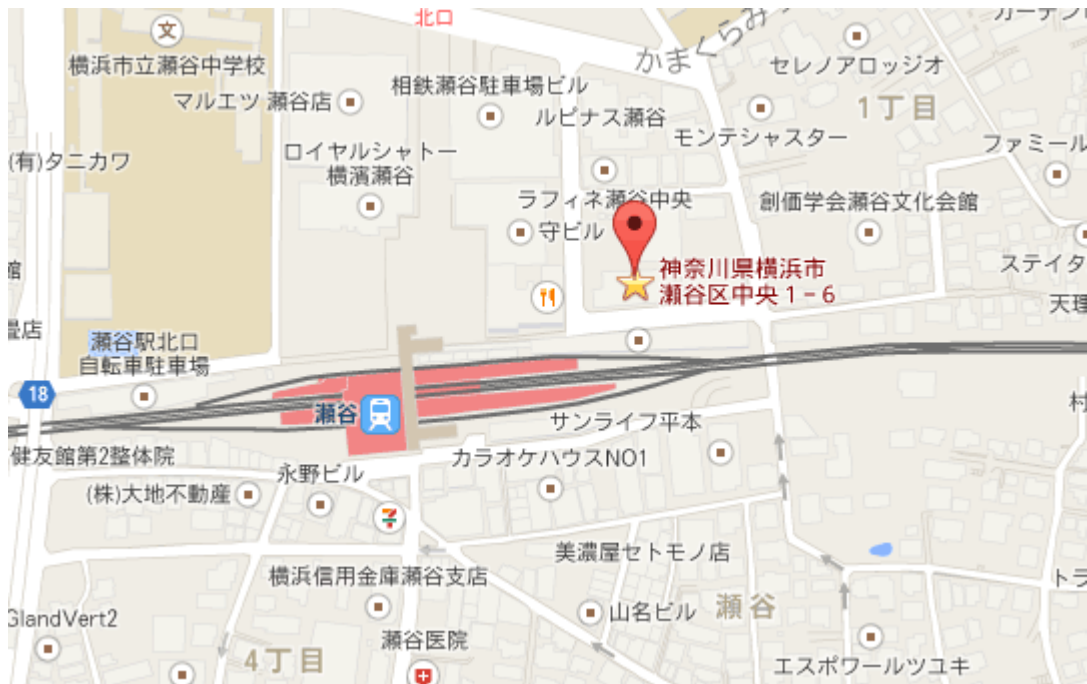 北口
ガーデン
かまくらみ
横浜市立瀬谷中学校
相鉄瀬谷駐車場ビル
セレノアロッジオ
マルエツ 瀬谷店
ルピナス瀬谷
1丁目
モンテシャスター
ファミール
(有)タニカワ
ロイヤルシャトー
横濱瀬谷
ラフィネ瀬谷中央
創価学会瀬谷文化会館
守ビル
館
神奈川県横浜市
瀬谷区中央1-6
ステイタ
天理
畳店
瀬谷駅北口
自転車駐車場
18
瀬谷
村
サンライフ平本
健友館第2整体院
カラオケハウスNO1
永野ビル
(株)大地不動産
美濃屋セトモノ店
横浜信用金庫瀬谷支店
トラ
GlandVert2
山名ビル
瀬谷
瀬谷医院
4丁目
エスポワールツユキ